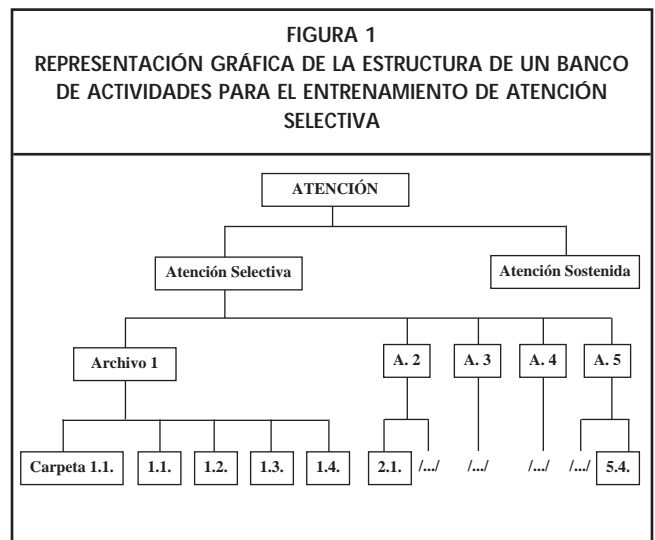 FIGURA 1
REPRESENTACIÓN GRÁFICA DE LA ESTRUCTURA DE UN BANCO
DE ACTIVIDADES PARA EL ENTRENAMIENTO DE ATENCIÓN
SELECTIVA
ATENCIÓN
Atención Selectiva
Atención Sostenida
Archivo 1
A. 2
A. 3
A. 4
A. 5
Carpeta 1.1.
1.1.
1.2.
1.3.
1.4.
2.1.
/.../
/.../
/.../
/.../
5.4.